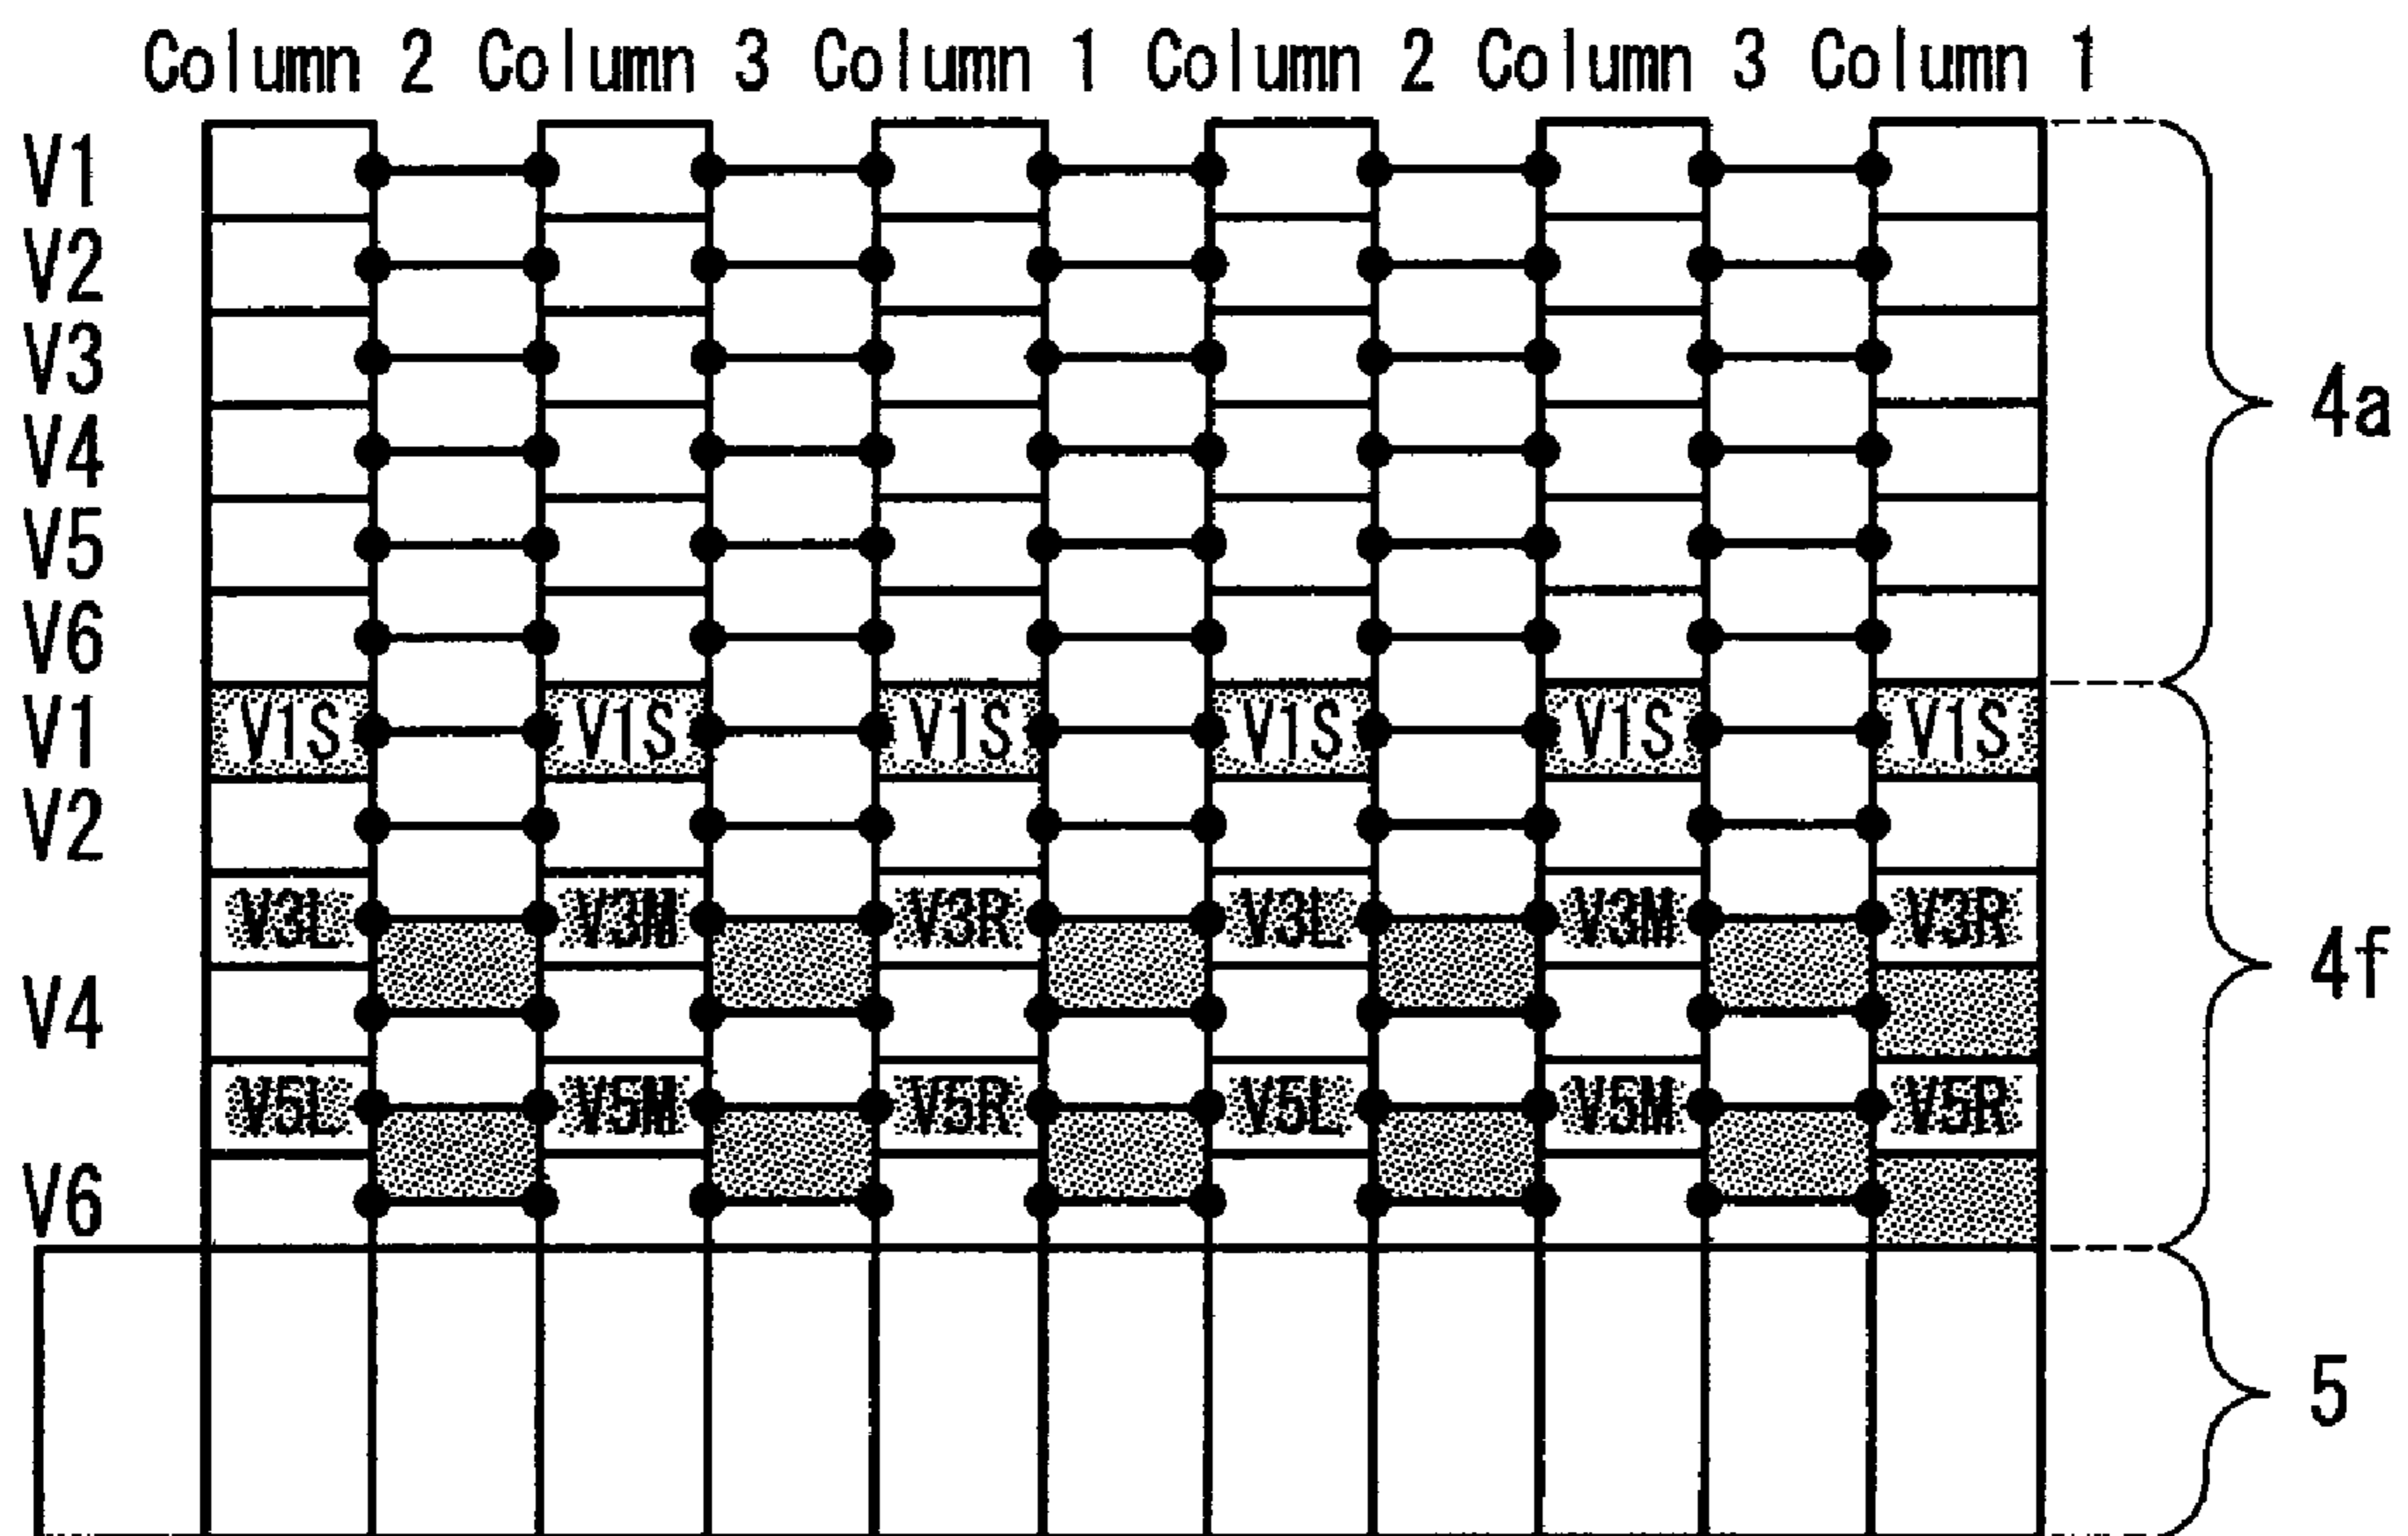 Column 2 Column 3 Column 1 Column 2 Column 3 Column 1
V1
V2
V3
V4
4a
V5
V6
V1 V1S V1S V1S V1S V1S V1S
V2
V3L V3M V3R V3L V3M V3R
4f
V4
V5L V5M V5R V5L V5M V5R
V6
5